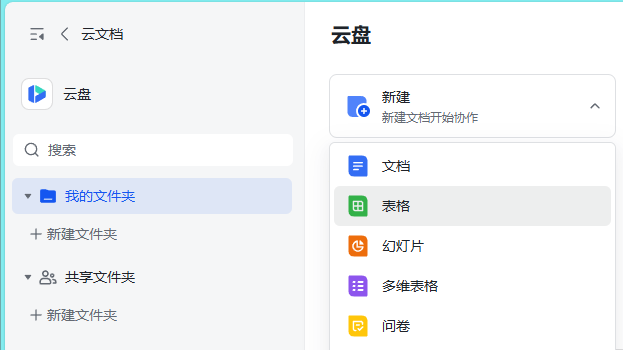 云文档
云盘
搜索
我的文件夹
新建文件夹
共享文件夹
新建文件夹
云盘
新建
新建文档开始协作
文档
表格
幻灯片
多维表格
问卷